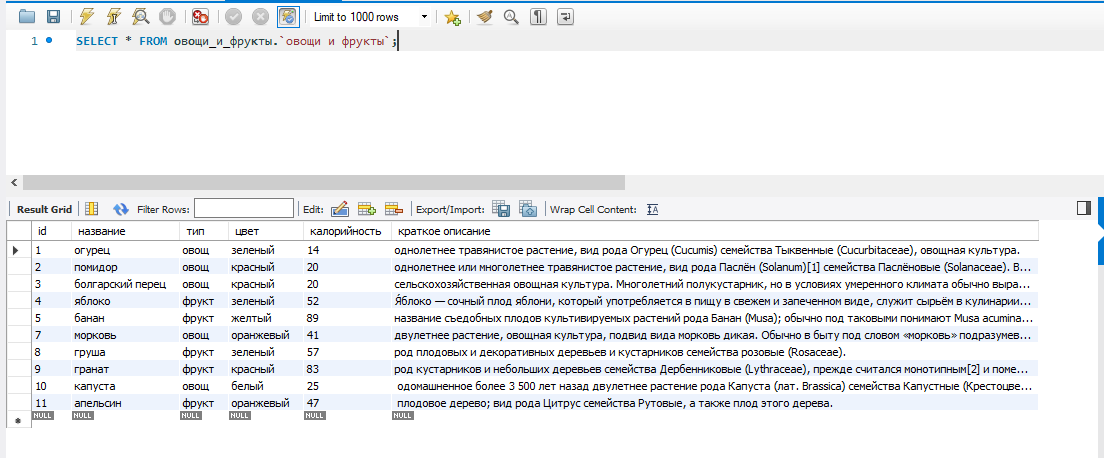 Limit to 1000 rows
1 SELECT * FROM овощи_и_фрукты.`овощи и фрукты`;
Result Grid Filter Rows: Edit: Export/Import: Wrap Cell Content:
id название тип цвет калорийность краткое описание
1 огурец овощ зеленый 14 однолетнее травянистое растение, вид рода Огурец (Cucumis) семейства Тыквенные (Cucurbitaceae), овощная культура.
2 помидор овощ красный 20 однолетнее или многолетнее травянистое растение, вид рода Паслён (Solanum)[1] семейства Паслёновые (Solanaceae). В...
3 болгарский перец овощ красный 20 сельскохозяйственная овощная культура. Многолетний полукустарник, но в условиях умеренного климата обычно выра...
4 яблоко фрукт зеленый 52 Я́блоко — сочный плод яблони, который употребляется в пищу в свежем и запеченном виде, служит сырьём в кулинарии...
5 банан фрукт желтый 89 название съедобных плодов культивируемых растений рода Банан (Musa); обычно под таковыми понимают Musa acumina...
7 морковь овощ оранжевый 41 двулетнее растение, овощная культура, подвид вида морковь дикая. Обычно в быту под словом «морковь» подразумев...
8 груша фрукт зеленый 57 род плодовых и декоративных деревьев и кустарников семейства розовые (Rosaceae).
9 гранат фрукт красный 83 род кустарников и небольших деревьев семейства Дербенниковые (Lythraceae), прежде считался монотипным[2] и поме...
10 капуста овощ белый 25 одомашненное более 3 500 лет назад двулетнее растение рода Капуста (лат. Brassica) семейства Капустные (Крестоцве...
11 апельсин фрукт оранжевый 47 плодовое дерево; вид рода Цитрус семейства Рутовые, а также плод этого дерева.
NULL NULL NULL NULL NULL NULL